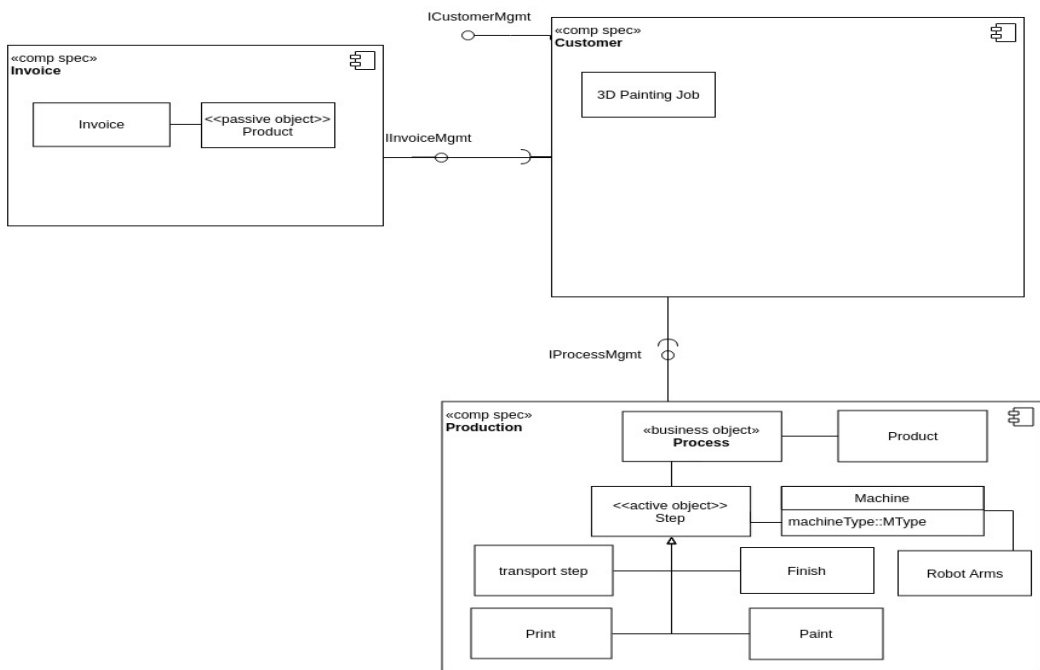 ICustomerMgmt
«comp spec»
Customer
3D Painting Job
«comp spec»
Invoice
Invoice
<<passive object>>
Product
IInvoiceMgmt
IProcessMgmt
«comp spec»
Production
«business object»
Process
Product
<<active object>>
Step
Machine
machineType::MType
transport step
Finish
Robot Arms
Print
Paint